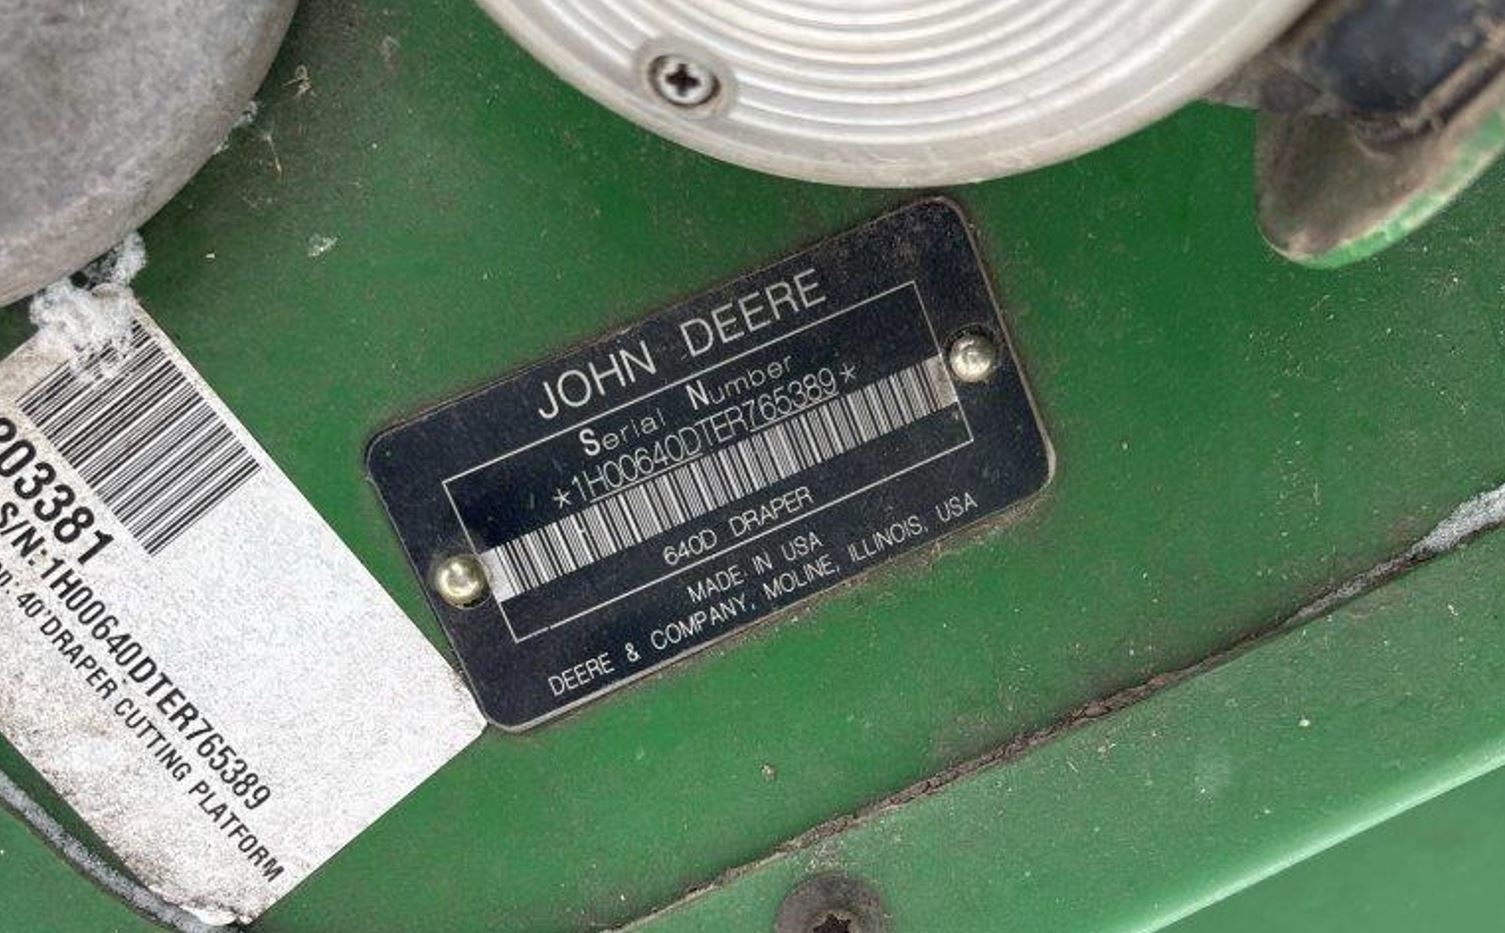 JOHN DEERE
Serial Number
*1H00640DTER765389*
640D DRAPER
MADE IN USA
DEERE & COMPANY, MOLINE, ILLINOIS, USA
203381
S/N: 1H00640DTER765389
40'DRAPER CUTTING PLATFORM